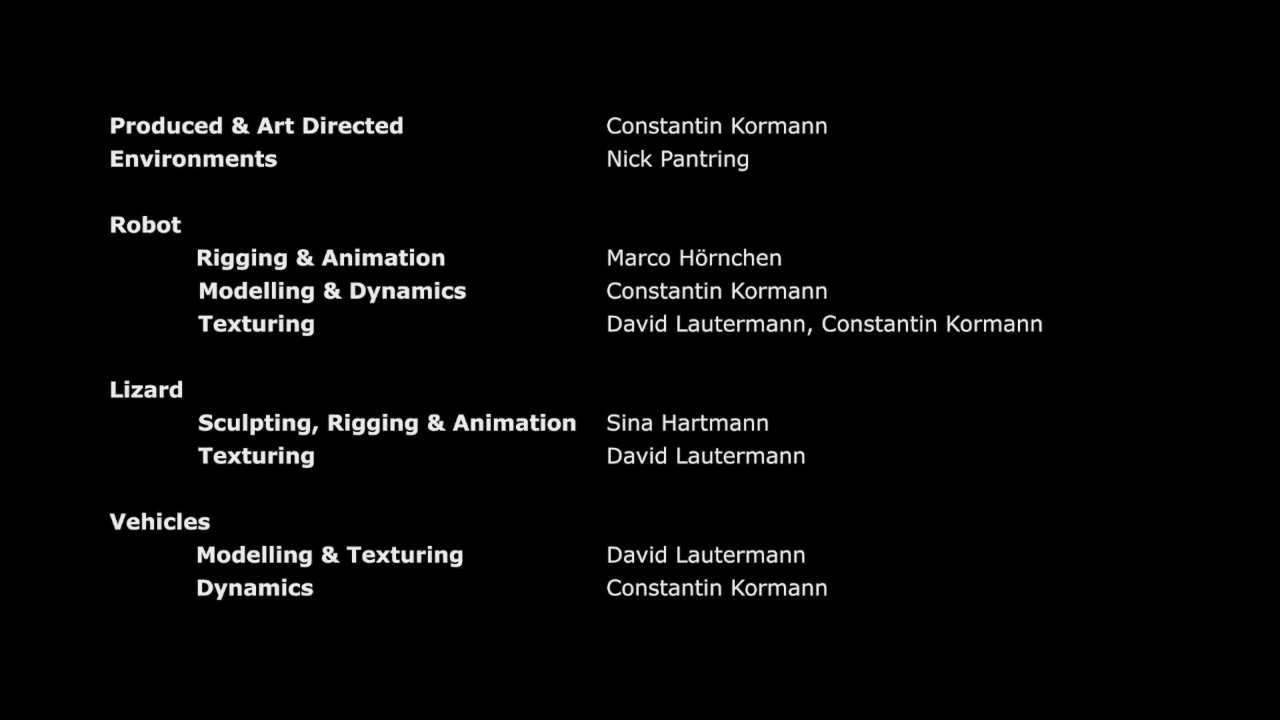 Produced & Art Directed Constantin Kormann
Environments Nick Pantring
Robot
Rigging & Animation Marco Hörnchen
Modelling & Dynamics Constantin Kormann
Texturing David Lautermann, Constantin Kormann
Lizard
Sculpting, Rigging & Animation Sina Hartmann
Texturing David Lautermann
Vehicles
Modelling & Texturing David Lautermann
Dynamics Constantin Kormann